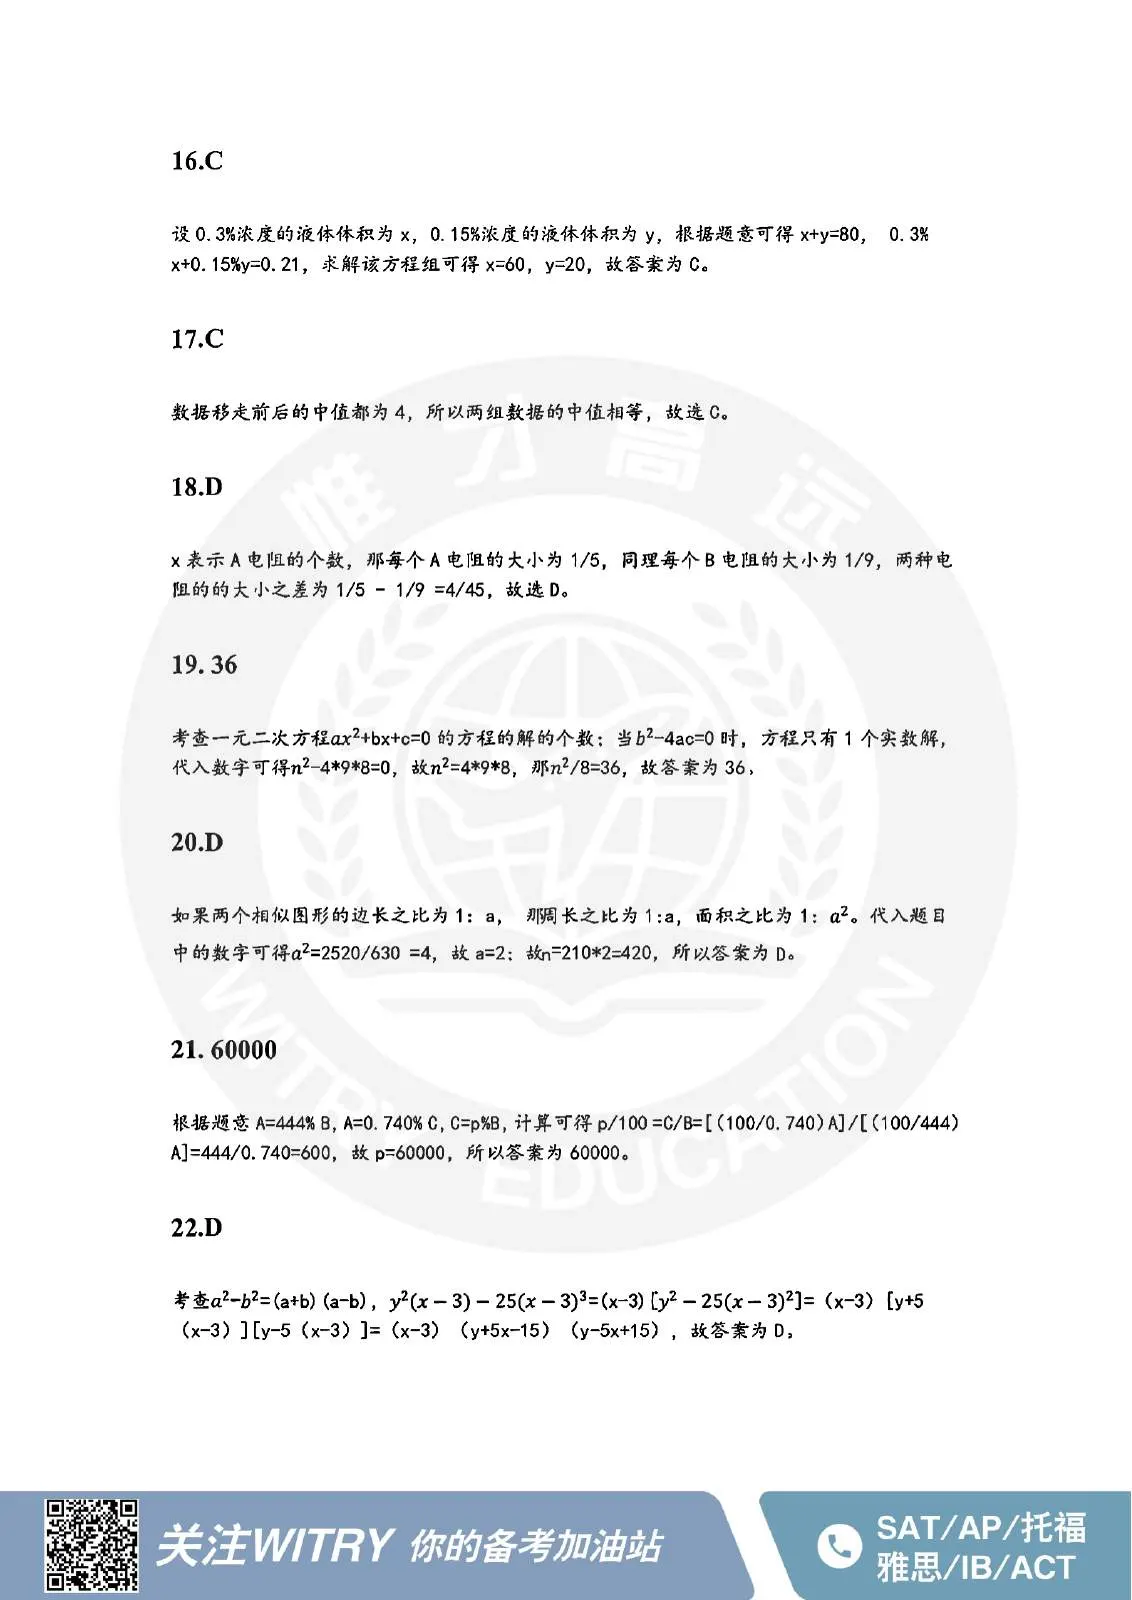 16.C
设 0.3%浓度的液体体积为 x，0.15%浓度的液体体积为 y，根据题意可得 x+y=80， 0.3%
x+0.15%y=0.21，求解该方程组可得 x=60，y=20，故答案为 C。
17.C
数据移走前后的中值都为 4，所以两组数据的中值相等，故选 C。
惟才高远
18.D
x 表示 A 电阻的个数，那每个 A 电阻的大小为 1/5，同理每个 B 电阻的大小为 1/9，两种电
阻的的大小之差为 1/5 - 1/9 =4/45，故选 D。
19. 36
考查一元二次方程ax²+bx+c=0 的方程的解的个数；当b²-4ac=0 时，方程只有 1 个实数解，
代入数字可得n²-4*9*8=0，故n²=4*9*8，那n²/8=36，故答案为 36，
20.D
如果两个相似图形的边长之比为 1：a， 那周长之比为 1:a，面积之比为 1：a²。代入题目
中的数字可得a²=2520/630 =4，故 a=2；故n=210*2=420，所以答案为 D。
WITRY EDUCATION
21. 60000
根据题意 A=444% B, A=0.740% C, C=p%B, 计算可得 p/100 =C/B=[(100/0.740)A]/[(100/444)
A]=444/0.740=600，故 p=60000，所以答案为 60000。
22.D
考查a²-b²=(a+b)(a-b)，y²(x − 3) − 25(x − 3)³=(x-3)[y² − 25(x − 3)²]=（x-3）[y+5
（x-3）][y-5（x-3）]=（x-3）（y+5x-15）（y-5x+15），故答案为 D。
关注WITRY 你的备考加油站
SAT/AP/托福
雅思/IB/ACT